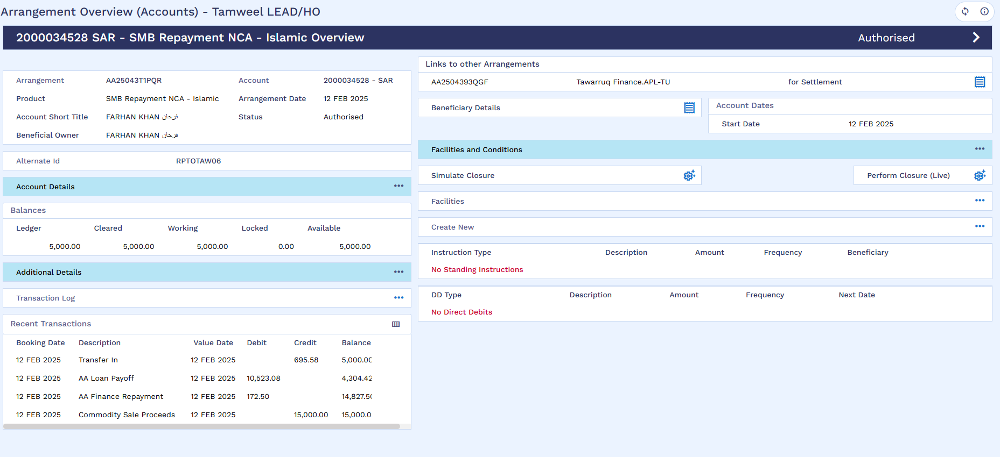 Arrangement Overview (Accounts) - Tamweel LEAD/HO
2000034528 SAR - SMB Repayment NCA - Islamic Overview Authorised
Arrangement AA25043T1PQR Account 2000034528 - SAR
Product SMB Repayment NCA - Islamic Arrangement Date 12 FEB 2025
Account Short Title FARHAN KHAN فرحان Status Authorised
Beneficial Owner FARHAN KHAN فرحان
Alternate Id RPTOTAW06
Account Details
Balances
Ledger Cleared Working Locked Available
5,000.00 5,000.00 5,000.00 0.00 5,000.00
Additional Details
Transaction Log
Recent Transactions
Booking Date Description Value Date Debit Credit Balance
12 FEB 2025 Transfer In 12 FEB 2025 695.58 5,000.00
12 FEB 2025 AA Loan Payoff 12 FEB 2025 10,523.08 4,304.42
12 FEB 2025 AA Finance Repayment 12 FEB 2025 172.50 14,827.50
12 FEB 2025 Commodity Sale Proceeds 12 FEB 2025 15,000.00 15,000.0
Links to other Arrangements
AA2504393QGF Tawarruq Finance.APL-TU for Settlement
Beneficiary Details
Account Dates
Start Date 12 FEB 2025
Facilities and Conditions
Simulate Closure
Perform Closure (Live)
Facilities
Create New
Instruction Type Description Amount Frequency Beneficiary
No Standing Instructions
DD Type Description Amount Frequency Next Date
No Direct Debits